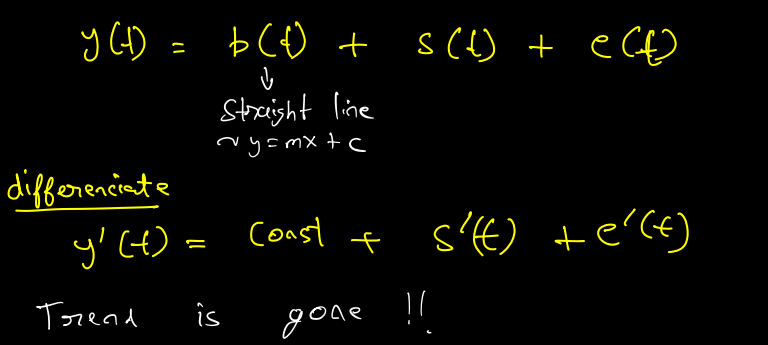 y(t) = b(t) + s(t) + e(t)
↓
Straight line
~ y = mx + c
differenciate
y'(t) = const + s'(t) + e'(t)
Trend is gone !!